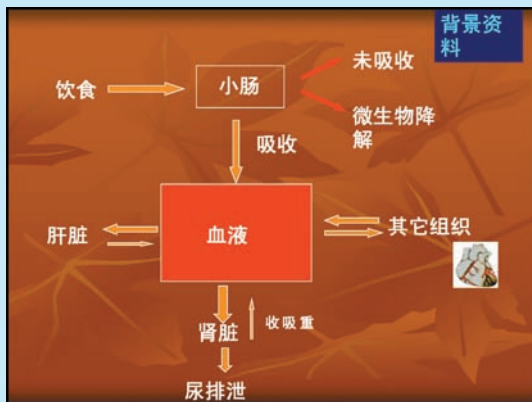 背景资
料
饮食
小肠
未吸收
微生物降
解
吸收
肝脏
血液
其它组织
肾脏
收吸重
尿排泄